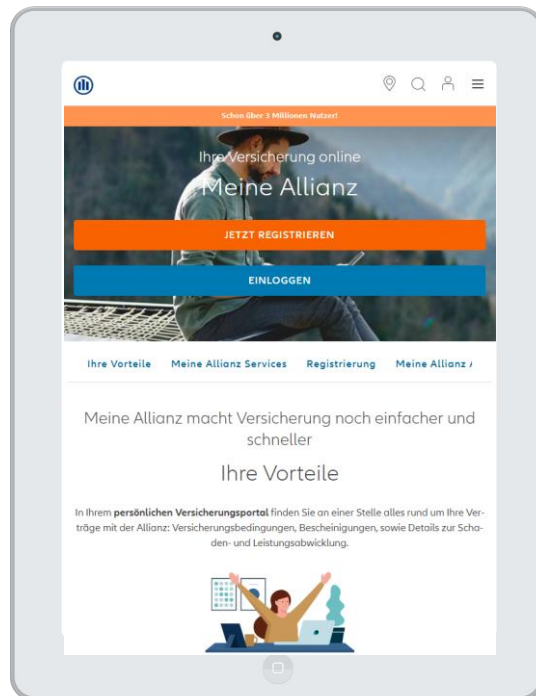 Schon über 3 Millionen Nutzer!
Ihre Versicherung online
Meine Allianz
JETZT REGISTRIEREN
EINLOGGEN
Ihre Vorteile Meine Allianz Services Registrierung Meine Allianz
Meine Allianz macht Versicherung noch einfacher und
schneller
Ihre Vorteile
In Ihrem persönlichen Versicherungsportal finden Sie an einer Stelle alles rund um Ihre Ver-
träge mit der Allianz: Versicherungsbedingungen, Bescheinigungen, sowie Details zur Scha-
den- und Leistungsabwicklung.